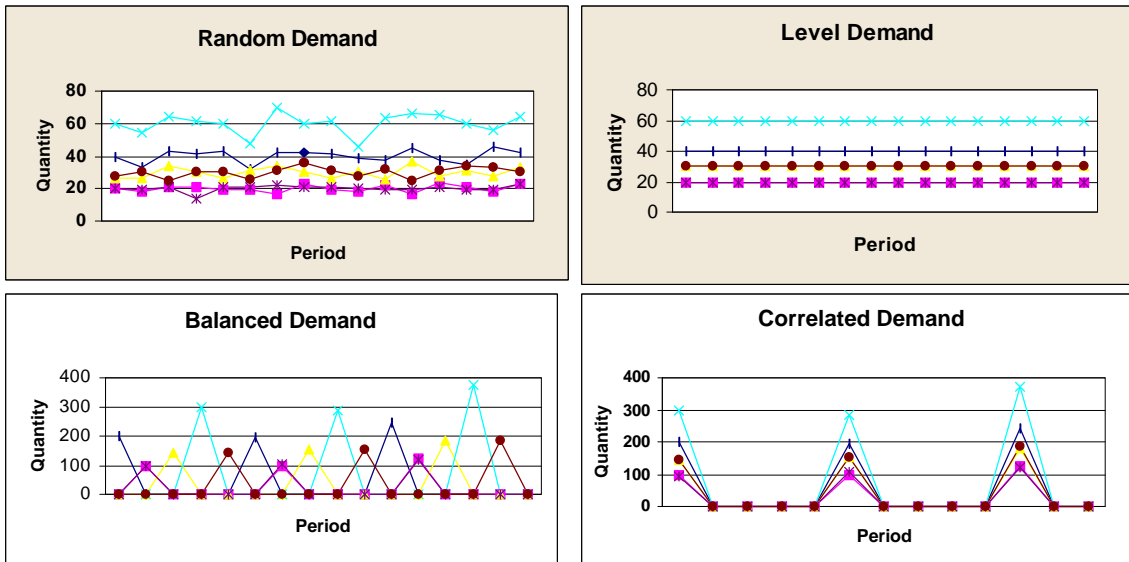 Random Demand
80
60
40
20
0
Quantity
Period
Level Demand
80
60
40
20
0
Quantity
Period
Balanced Demand
400
300
200
100
0
Quantity
Period
Correlated Demand
400
300
200
100
0
Quantity
Period